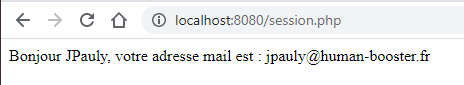 localhost:8080/session.php
Bonjour JPauly, votre adresse mail est : jpauly@human-booster.fr